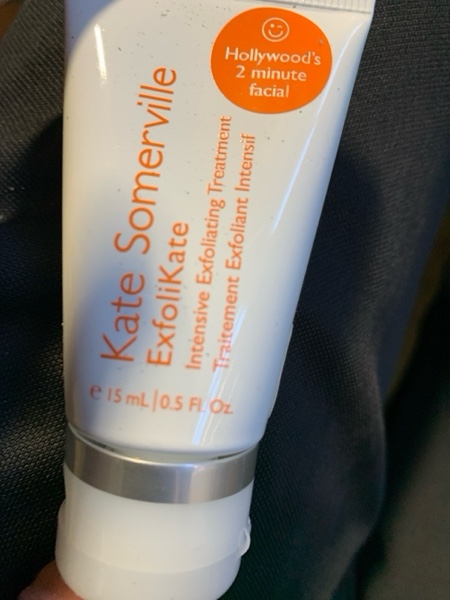 Hollywood's
2 minute
facial
Kate Somerville
ExfoliKate
Intensive Exfoliating Treatment
Traitement Exfoliant Intensif
e 15 mL | 0.5 Fl. Oz.